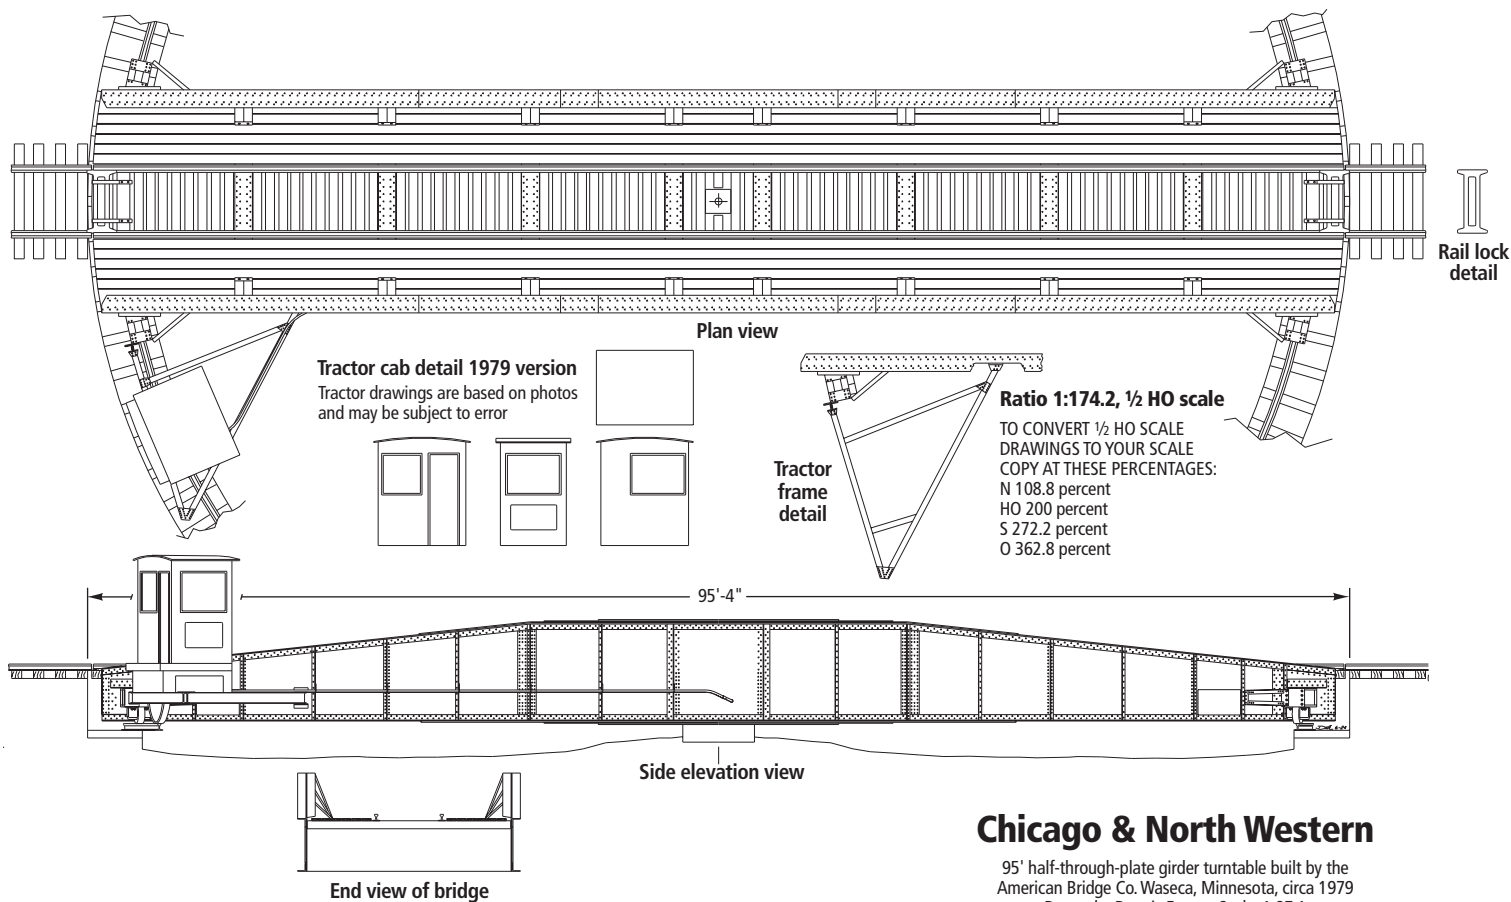 Rail lock
detail
Plan view
Tractor cab detail 1979 version
Tractor drawings are based on photos
and may be subject to error
Tractor
frame
detail
Ratio 1:174.2, ½ HO scale
TO CONVERT ½ HO SCALE
DRAWINGS TO YOUR SCALE
COPY AT THESE PERCENTAGES:
N 108.8 percent
HO 200 percent
S 272.2 percent
O 362.8 percent
95'-4"
Side elevation view
End view of bridge
Chicago & North Western
95' half-through-plate girder turntable built by the
American Bridge Co. Waseca, Minnesota, circa 1979